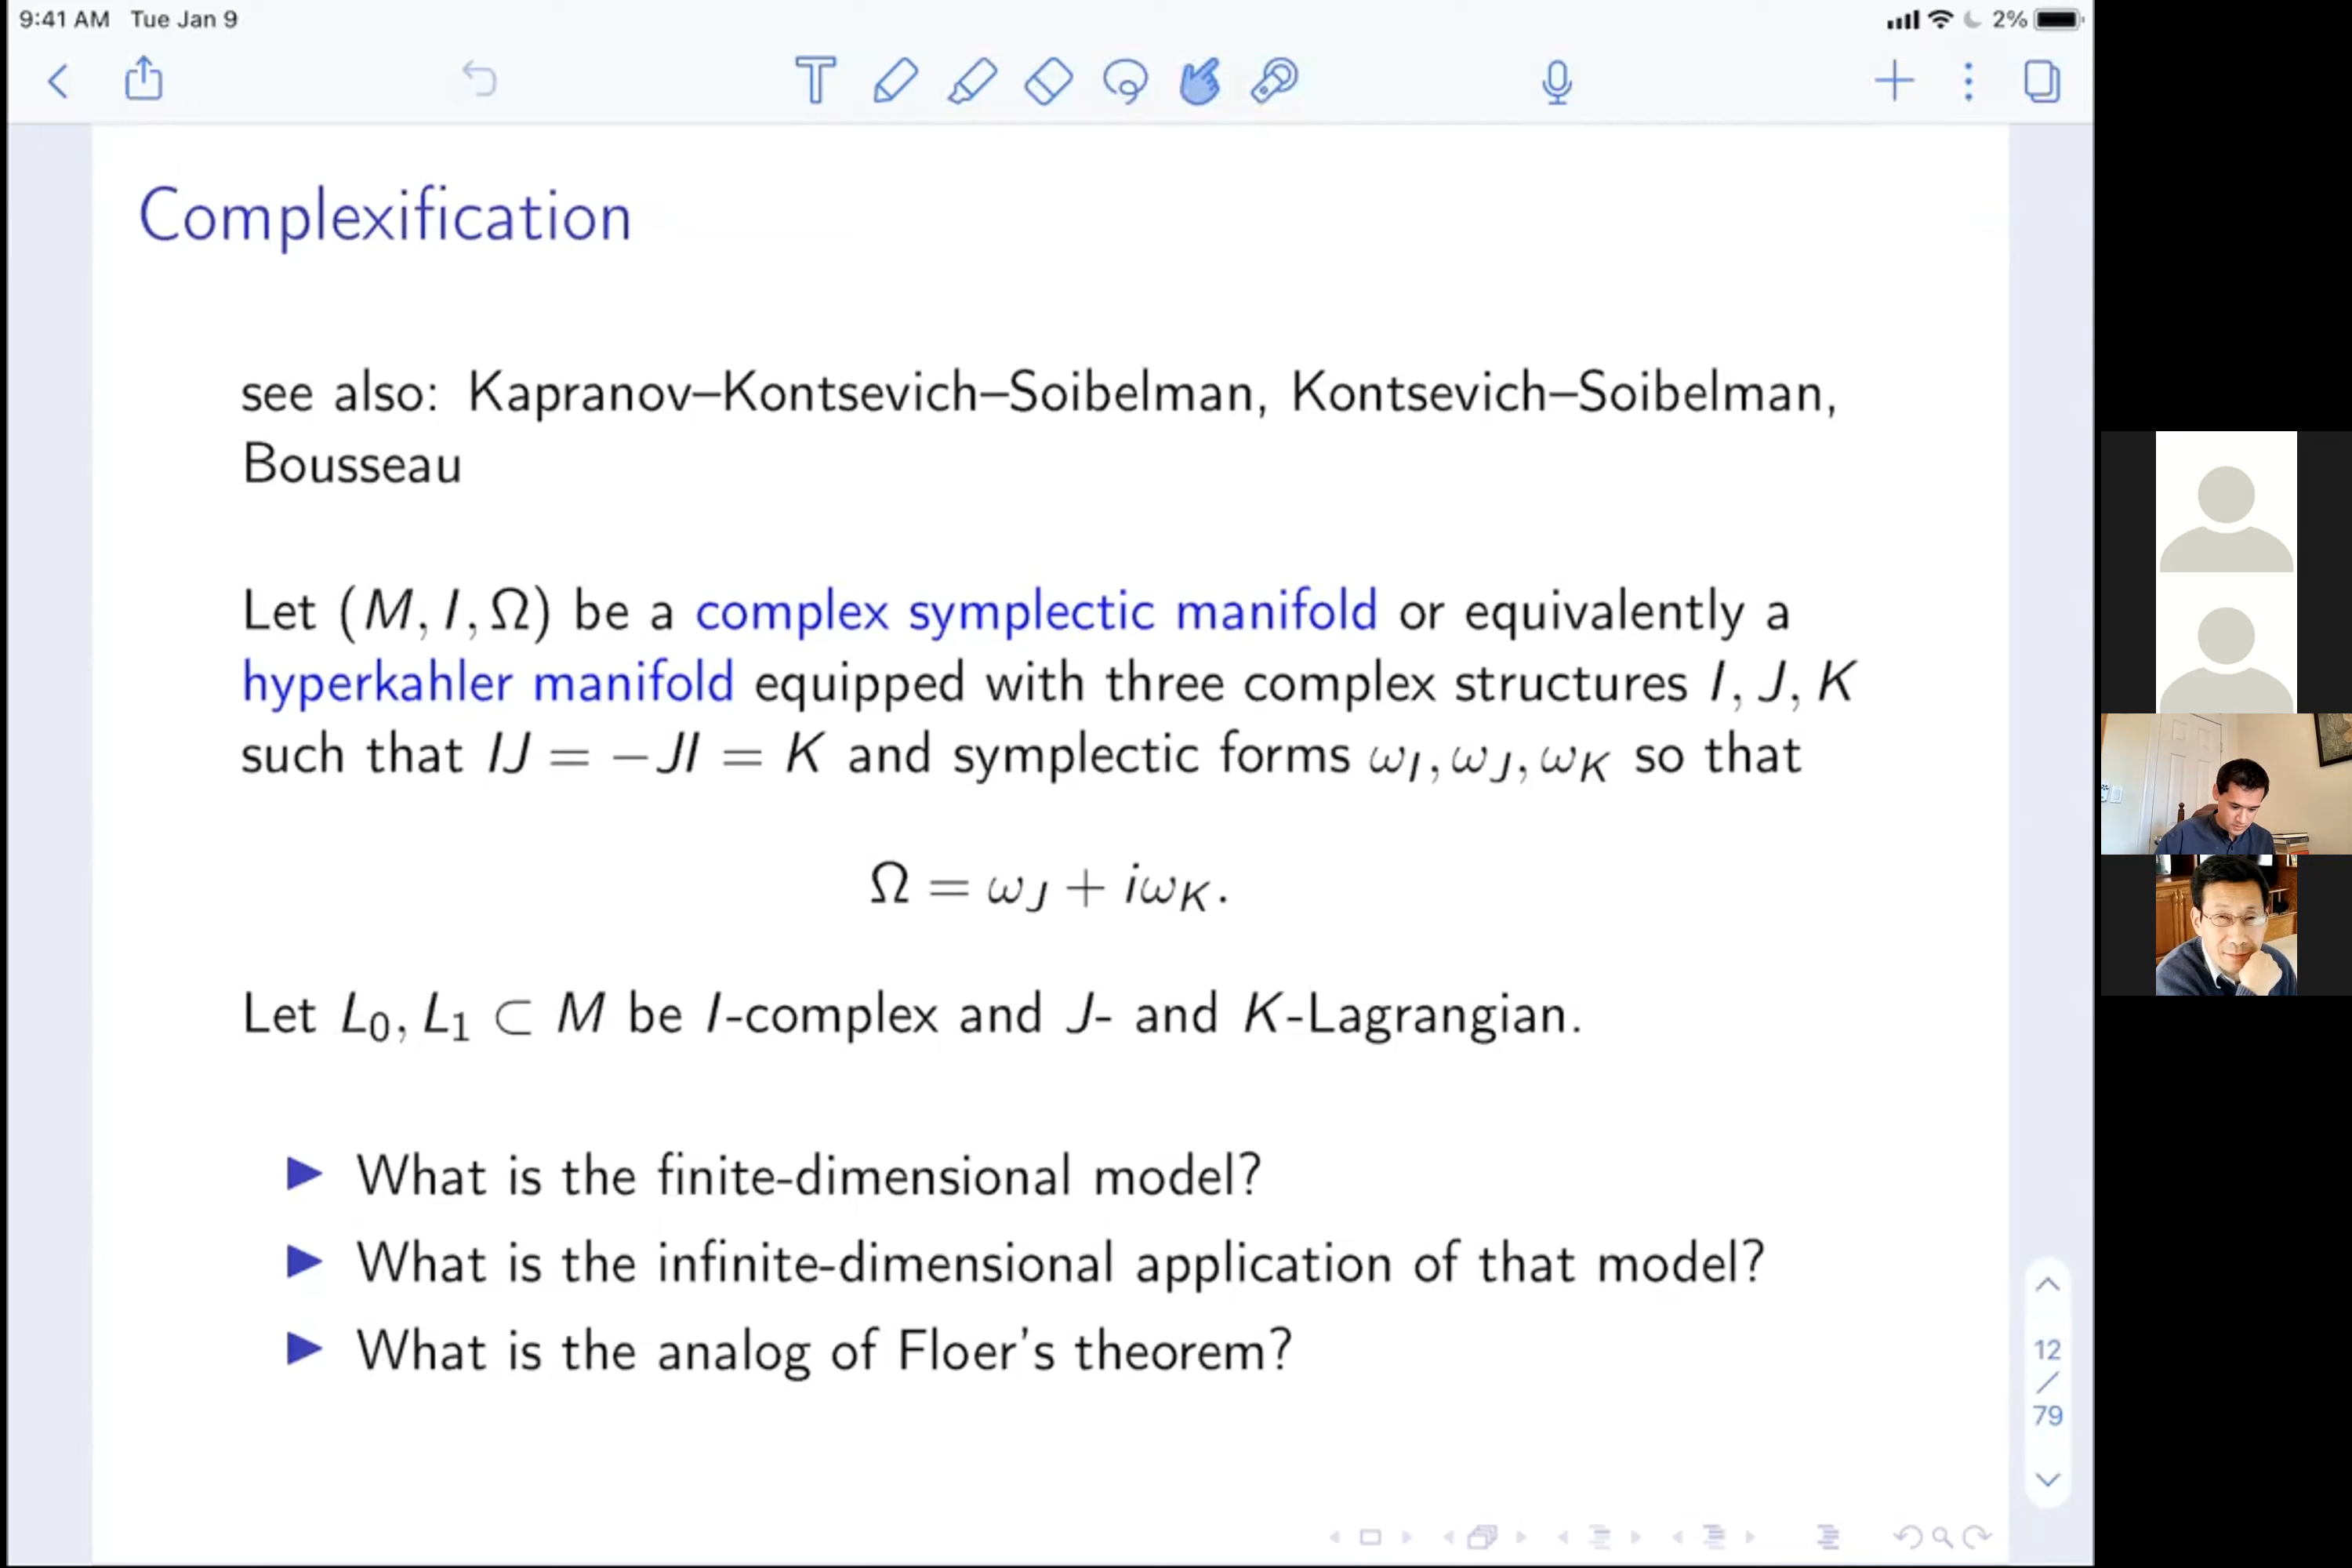 9:41 AM Tue Jan 9
2%
Complexification
see also: Kapranov–Kontsevich–Soibelman, Kontsevich–Soibelman,
Bousseau
Let (M, I, Ω) be a complex symplectic manifold or equivalently a
hyperkahler manifold equipped with three complex structures I, J, K
such that IJ = −JI = K and symplectic forms ω_I, ω_J, ω_K so that
Ω = ω_J + iω_K.
Let L₀, L₁ ⊂ M be I-complex and J- and K-Lagrangian.
▶ What is the finite-dimensional model?
▶ What is the infinite-dimensional application of that model?
▶ What is the analog of Floer's theorem?
12
/
79